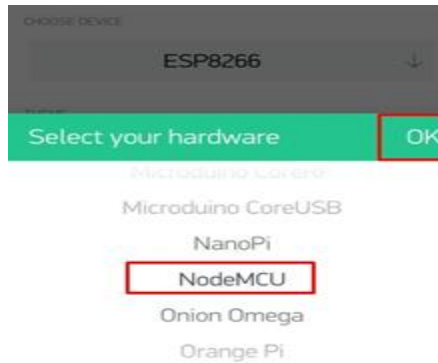 CHOOSE DEVICE
ESP8266
Select your hardware OK
Microduino CoreUSB
NanoPi
NodeMCU
Onion Omega
Orange Pi